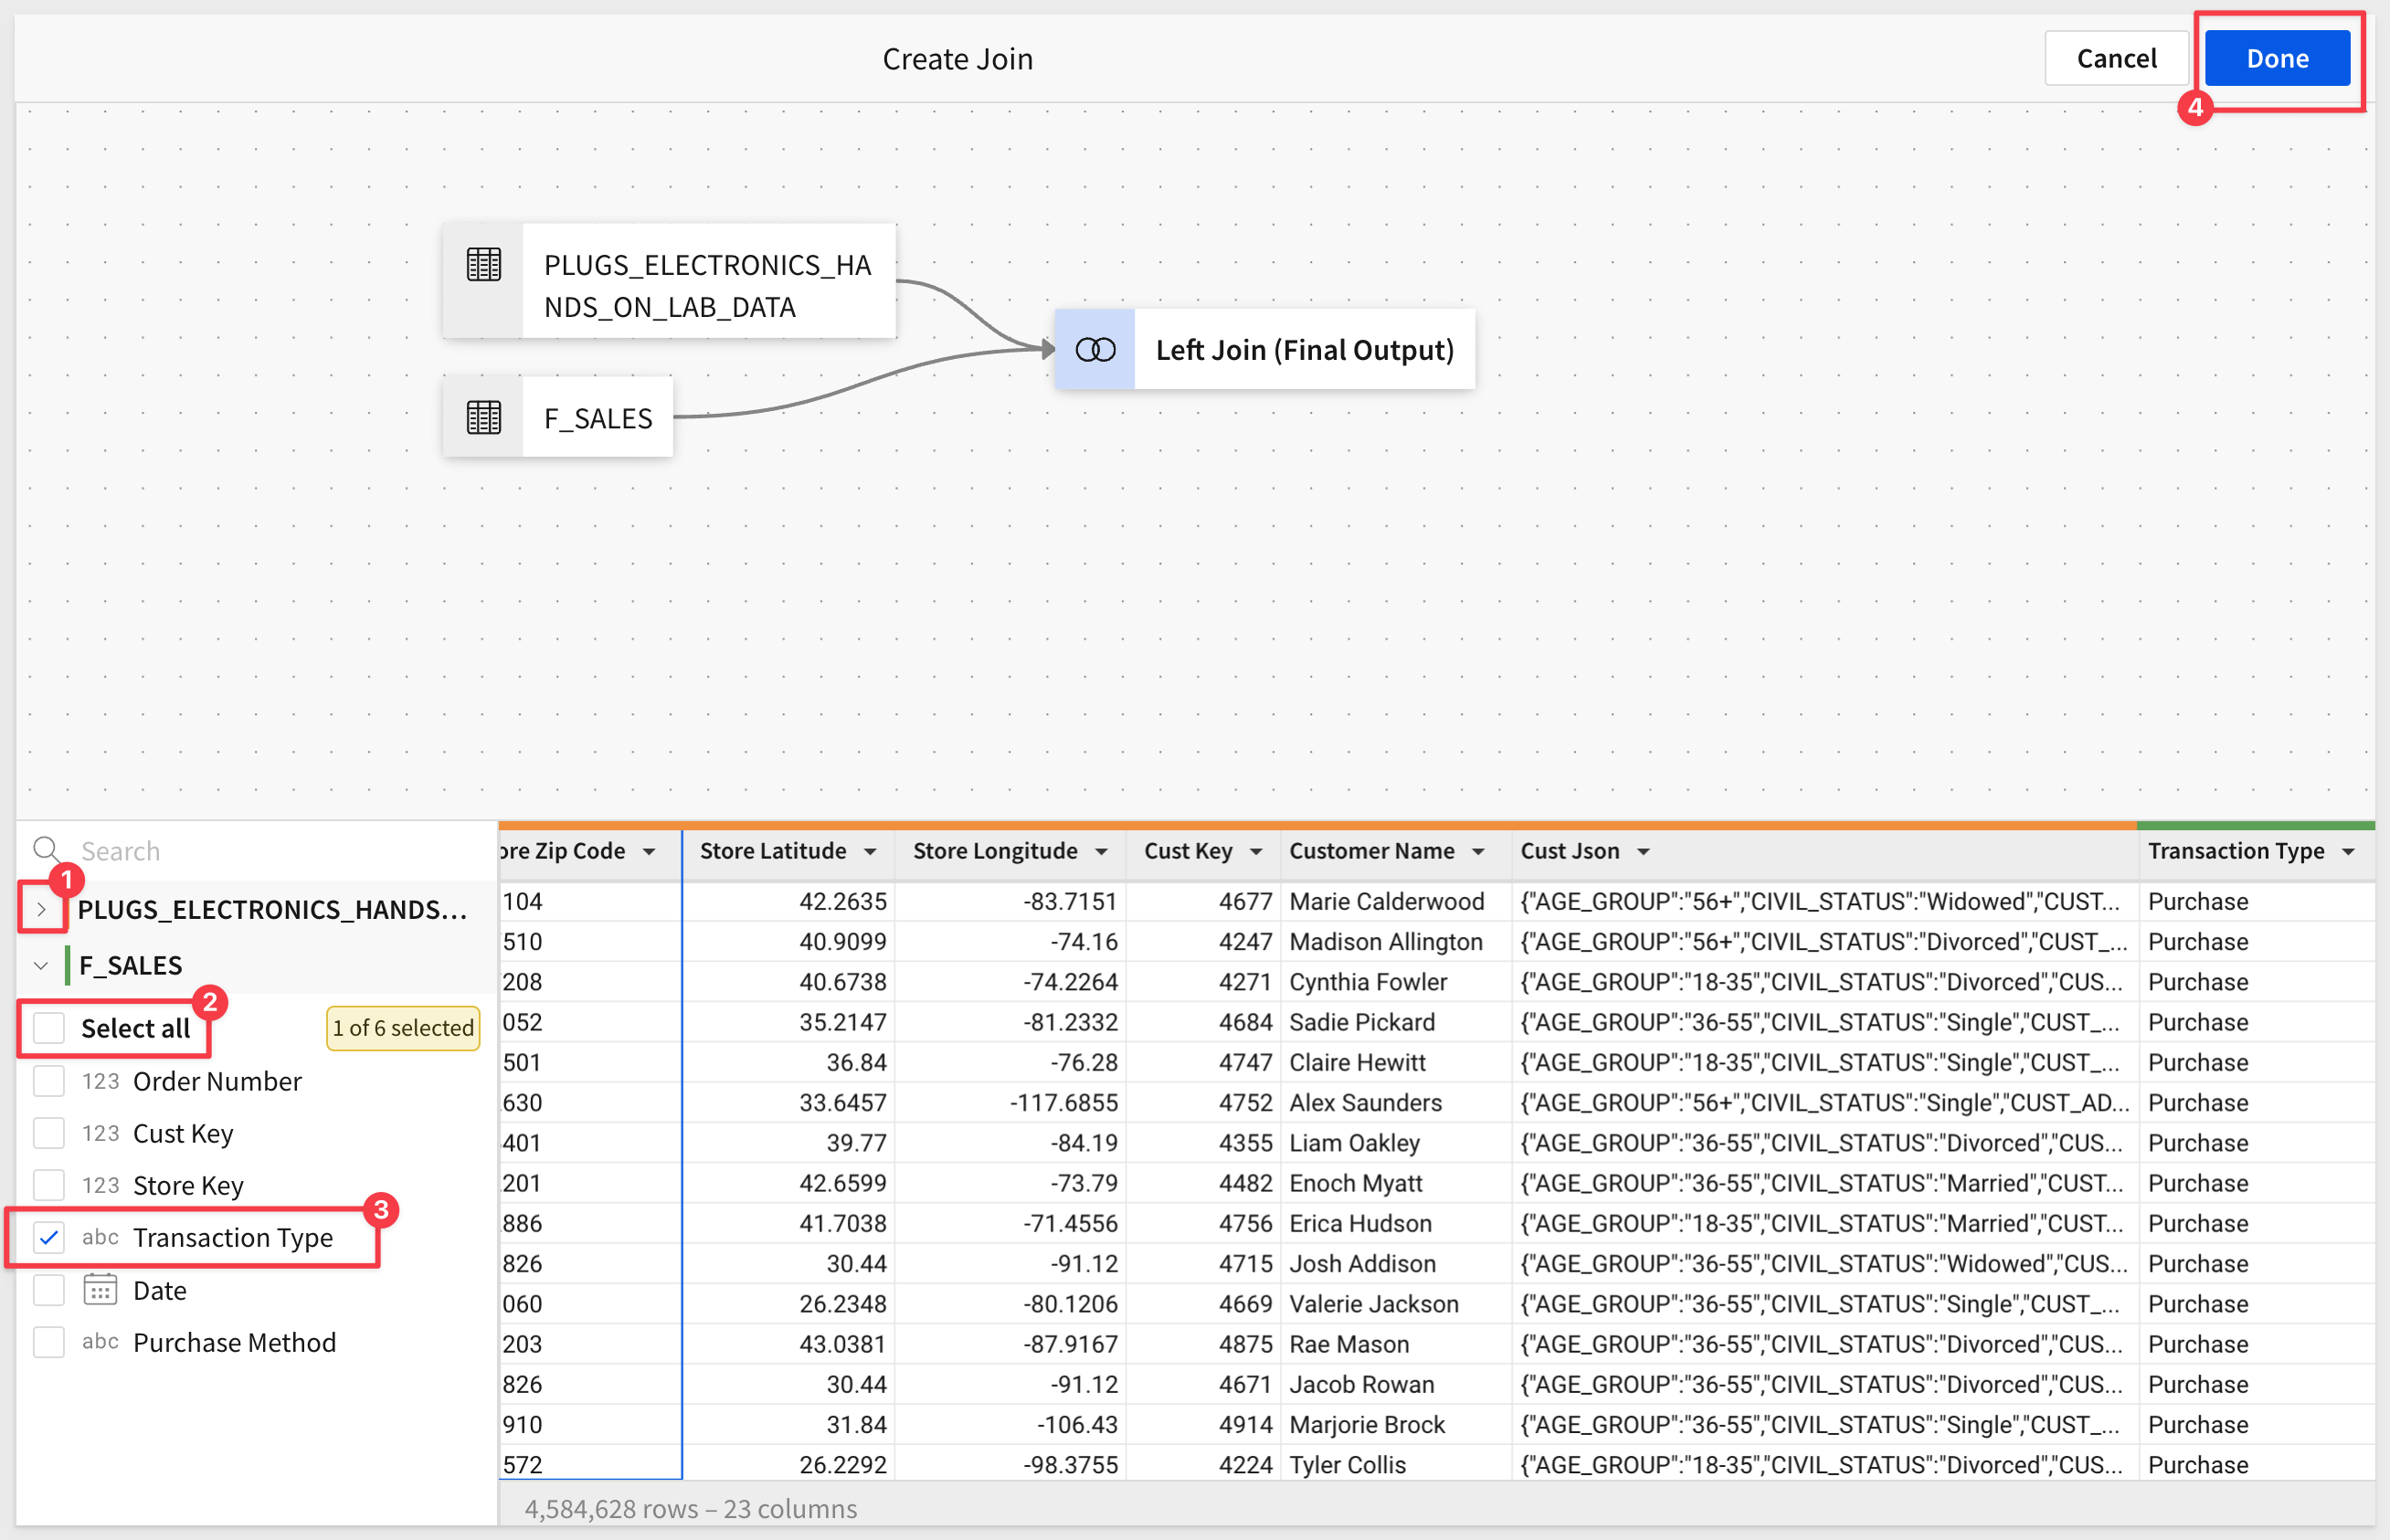 Create Join
Cancel
Done
4
PLUGS_ELECTRONICS_HA
NDS_ON_LAB_DATA
Left Join (Final Output)
F_SALES
Search
1
PLUGS_ELECTRONICS_HANDS...
F_SALES
2
Select all
1 of 6 selected
123 Order Number
123 Cust Key
123 Store Key
3
abc Transaction Type
Date
abc Purchase Method
ore Zip Code Store Latitude Store Longitude Cust Key Customer Name Cust Json Transaction Type
104 42.2635 -83.7151 4677 Marie Calderwood {"AGE_GROUP":"56+","CIVIL_STATUS":"Widowed","CUST... Purchase
510 40.9099 -74.16 4247 Madison Allington {"AGE_GROUP":"56+","CIVIL_STATUS":"Divorced","CUST_... Purchase
208 40.6738 -74.2264 4271 Cynthia Fowler {"AGE_GROUP":"18-35","CIVIL_STATUS":"Divorced","CUS... Purchase
052 35.2147 -81.2332 4684 Sadie Pickard {"AGE_GROUP":"36-55","CIVIL_STATUS":"Single","CUST_... Purchase
501 36.84 -76.28 4747 Claire Hewitt {"AGE_GROUP":"18-35","CIVIL_STATUS":"Single","CUST_... Purchase
630 33.6457 -117.6855 4752 Alex Saunders {"AGE_GROUP":"56+","CIVIL_STATUS":"Single","CUST_AD... Purchase
401 39.77 -84.19 4355 Liam Oakley {"AGE_GROUP":"36-55","CIVIL_STATUS":"Divorced","CUS... Purchase
201 42.6599 -73.79 4482 Enoch Myatt {"AGE_GROUP":"36-55","CIVIL_STATUS":"Married","CUST... Purchase
886 41.7038 -71.4556 4756 Erica Hudson {"AGE_GROUP":"18-35","CIVIL_STATUS":"Married","CUST... Purchase
826 30.44 -91.12 4715 Josh Addison {"AGE_GROUP":"36-55","CIVIL_STATUS":"Widowed","CUS... Purchase
060 26.2348 -80.1206 4669 Valerie Jackson {"AGE_GROUP":"36-55","CIVIL_STATUS":"Single","CUST_... Purchase
203 43.0381 -87.9167 4875 Rae Mason {"AGE_GROUP":"36-55","CIVIL_STATUS":"Divorced","CUS... Purchase
826 30.44 -91.12 4671 Jacob Rowan {"AGE_GROUP":"36-55","CIVIL_STATUS":"Divorced","CUS... Purchase
910 31.84 -106.43 4914 Marjorie Brock {"AGE_GROUP":"36-55","CIVIL_STATUS":"Single","CUST_... Purchase
572 26.2292 -98.3755 4224 Tyler Collis {"AGE_GROUP":"18-35","CIVIL_STATUS":"Divorced","CUS... Purchase
4,584,628 rows – 23 columns